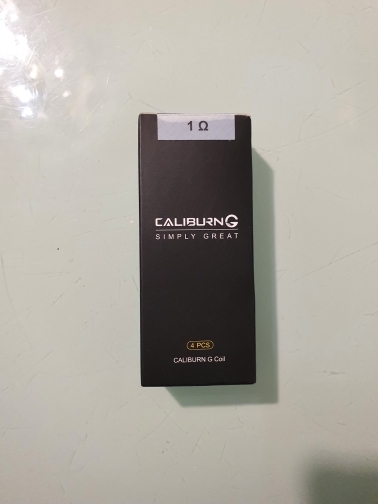 1 Ω
CALIBURN G
SIMPLY GREAT
4 PCS
CALIBURN G Coil